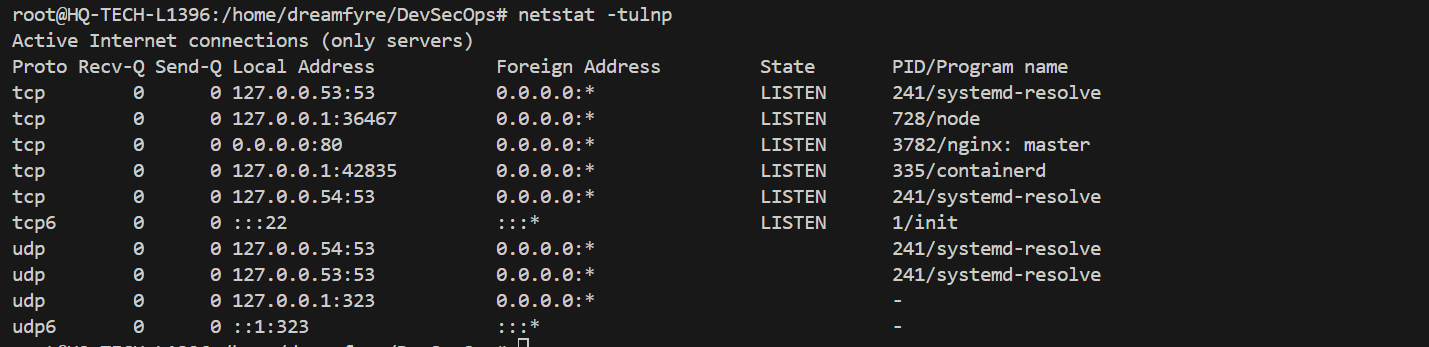 root@HQ-TECH-L1396:/home/dreamfyre/DevSecOps# netstat -tulnp
Active Internet connections (only servers)
Proto Recv-Q Send-Q Local Address           Foreign Address         State       PID/Program name
tcp        0      0 127.0.0.53:53           0.0.0.0:*               LISTEN      241/systemd-resolve
tcp        0      0 127.0.0.1:36467         0.0.0.0:*               LISTEN      728/node
tcp        0      0 0.0.0.0:80              0.0.0.0:*               LISTEN      3782/nginx: master
tcp        0      0 127.0.0.1:42835         0.0.0.0:*               LISTEN      335/containerd
tcp        0      0 127.0.0.54:53           0.0.0.0:*               LISTEN      241/systemd-resolve
tcp6       0      0 :::22                   :::*                    LISTEN      1/init
udp        0      0 127.0.0.54:53           0.0.0.0:*                           241/systemd-resolve
udp        0      0 127.0.0.53:53           0.0.0.0:*                           241/systemd-resolve
udp        0      0 127.0.0.1:323           0.0.0.0:*                           -
udp6       0      0 ::1:323                 :::*                                -